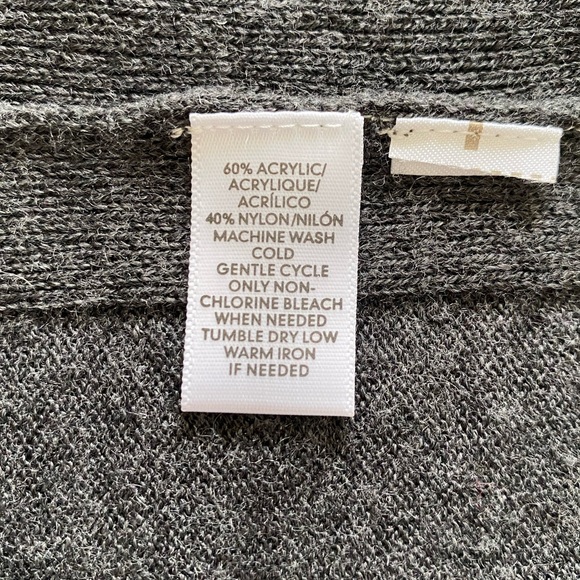 60% ACRYLIC/
ACRYLIQUE/
ACRÍLICO
40% NYLON/NILÓN
MACHINE WASH
COLD
GENTLE CYCLE
ONLY NON-
CHLORINE BLEACH
WHEN NEEDED
TUMBLE DRY LOW
WARM IRON
IF NEEDED